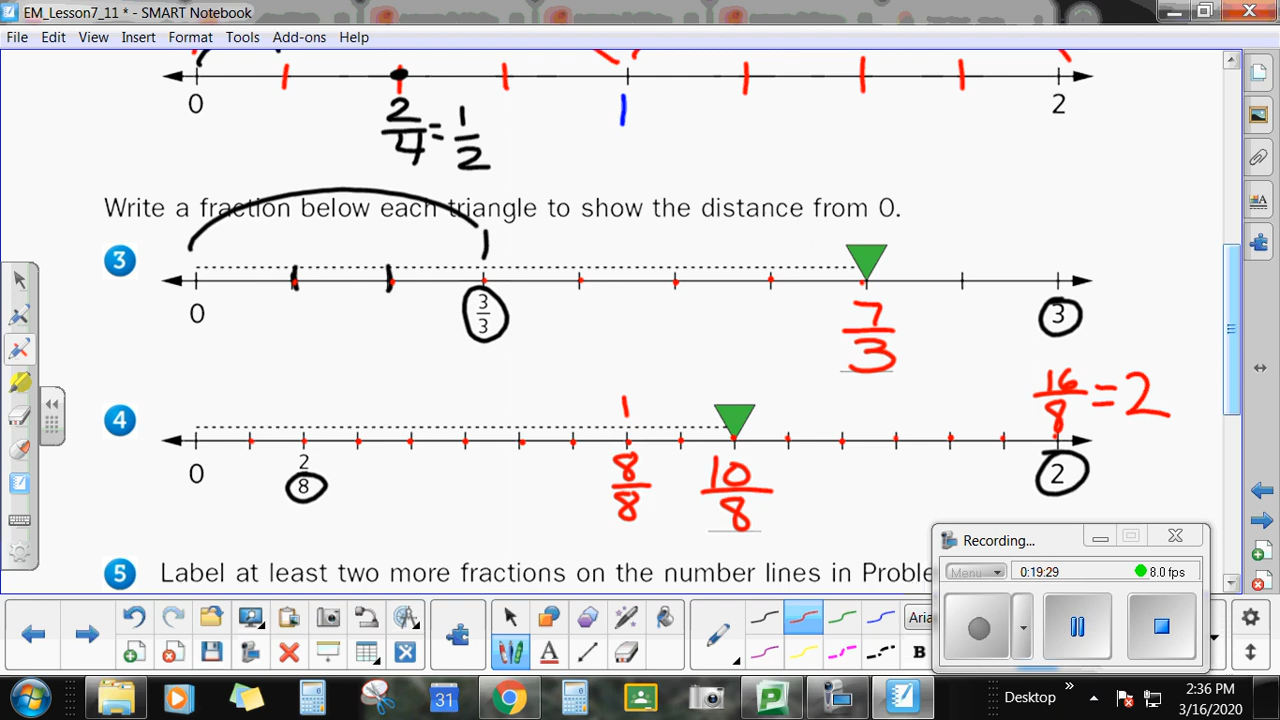 EM_Lesson7_11 * - SMART Notebook
File Edit View Insert Format Tools Add-ons Help
0 1 2
2/4 = 1/2
Write a fraction below each triangle to show the distance from 0.
1
3
0 3/3 7/3 3
16/8 = 2
1
4
0 2/8 8/8 10/8 2
5 Label at least two more fractions on the number lines in Proble
Recording...
Menu 0:19:29 8.0 fps
Aria
A B
31
Desktop » 2:36 PM
3/16/2020